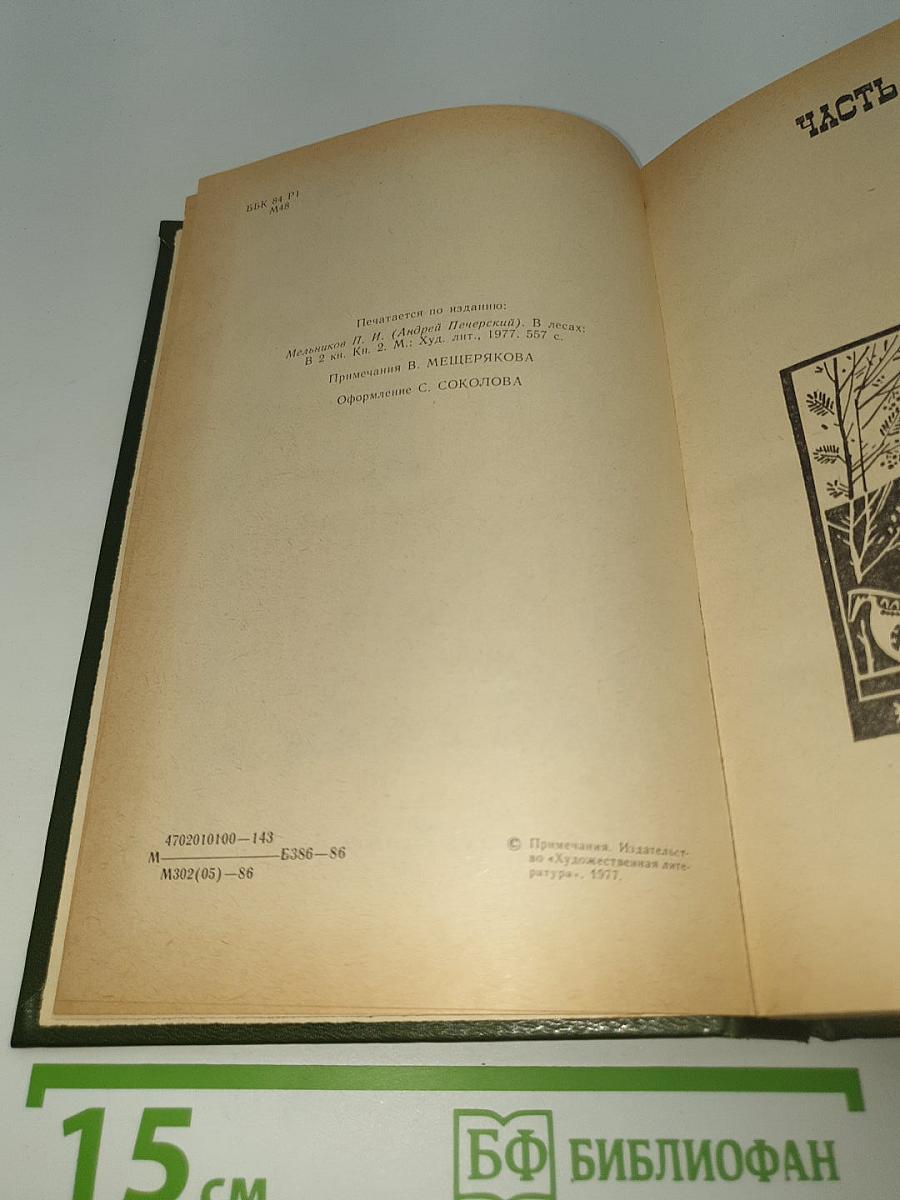 ББК 84 Р1
М48
Печатается по изданию:
Мельников П. И. (Андрей Печерский). В лесах:
В 2 кн. Кн. 2. М.: Худ. лит., 1977. 557 с.
Примечания В. МЕЩЕРЯКОВА
Оформление С. СОКОЛОВА
4702010100—143
М————Б386—86
М302(05)—86
© Примечания. Издательст-
во «Художественная лите-
ратура». 1977.
ЧАСТЬ
15 см
БФ БИБЛИОФАН